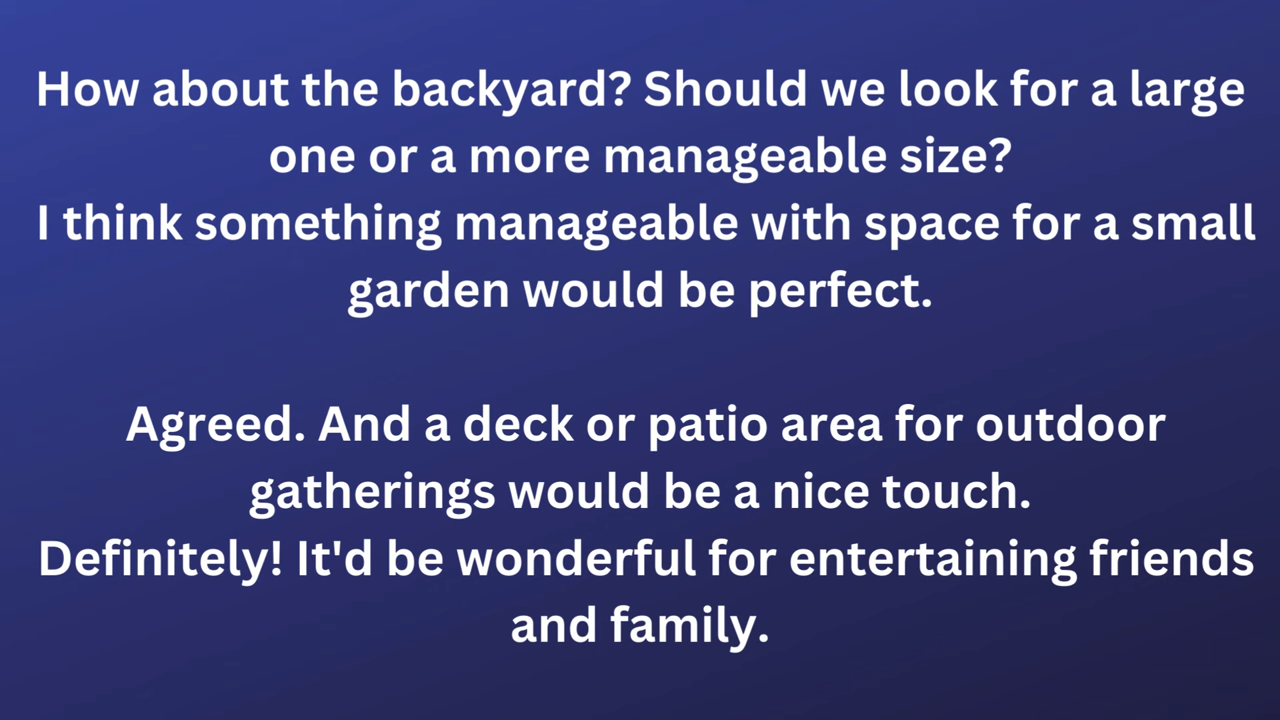 How about the backyard? Should we look for a large
one or a more manageable size?
I think something manageable with space for a small
garden would be perfect.
Agreed. And a deck or patio area for outdoor
gatherings would be a nice touch.
Definitely! It'd be wonderful for entertaining friends
and family.